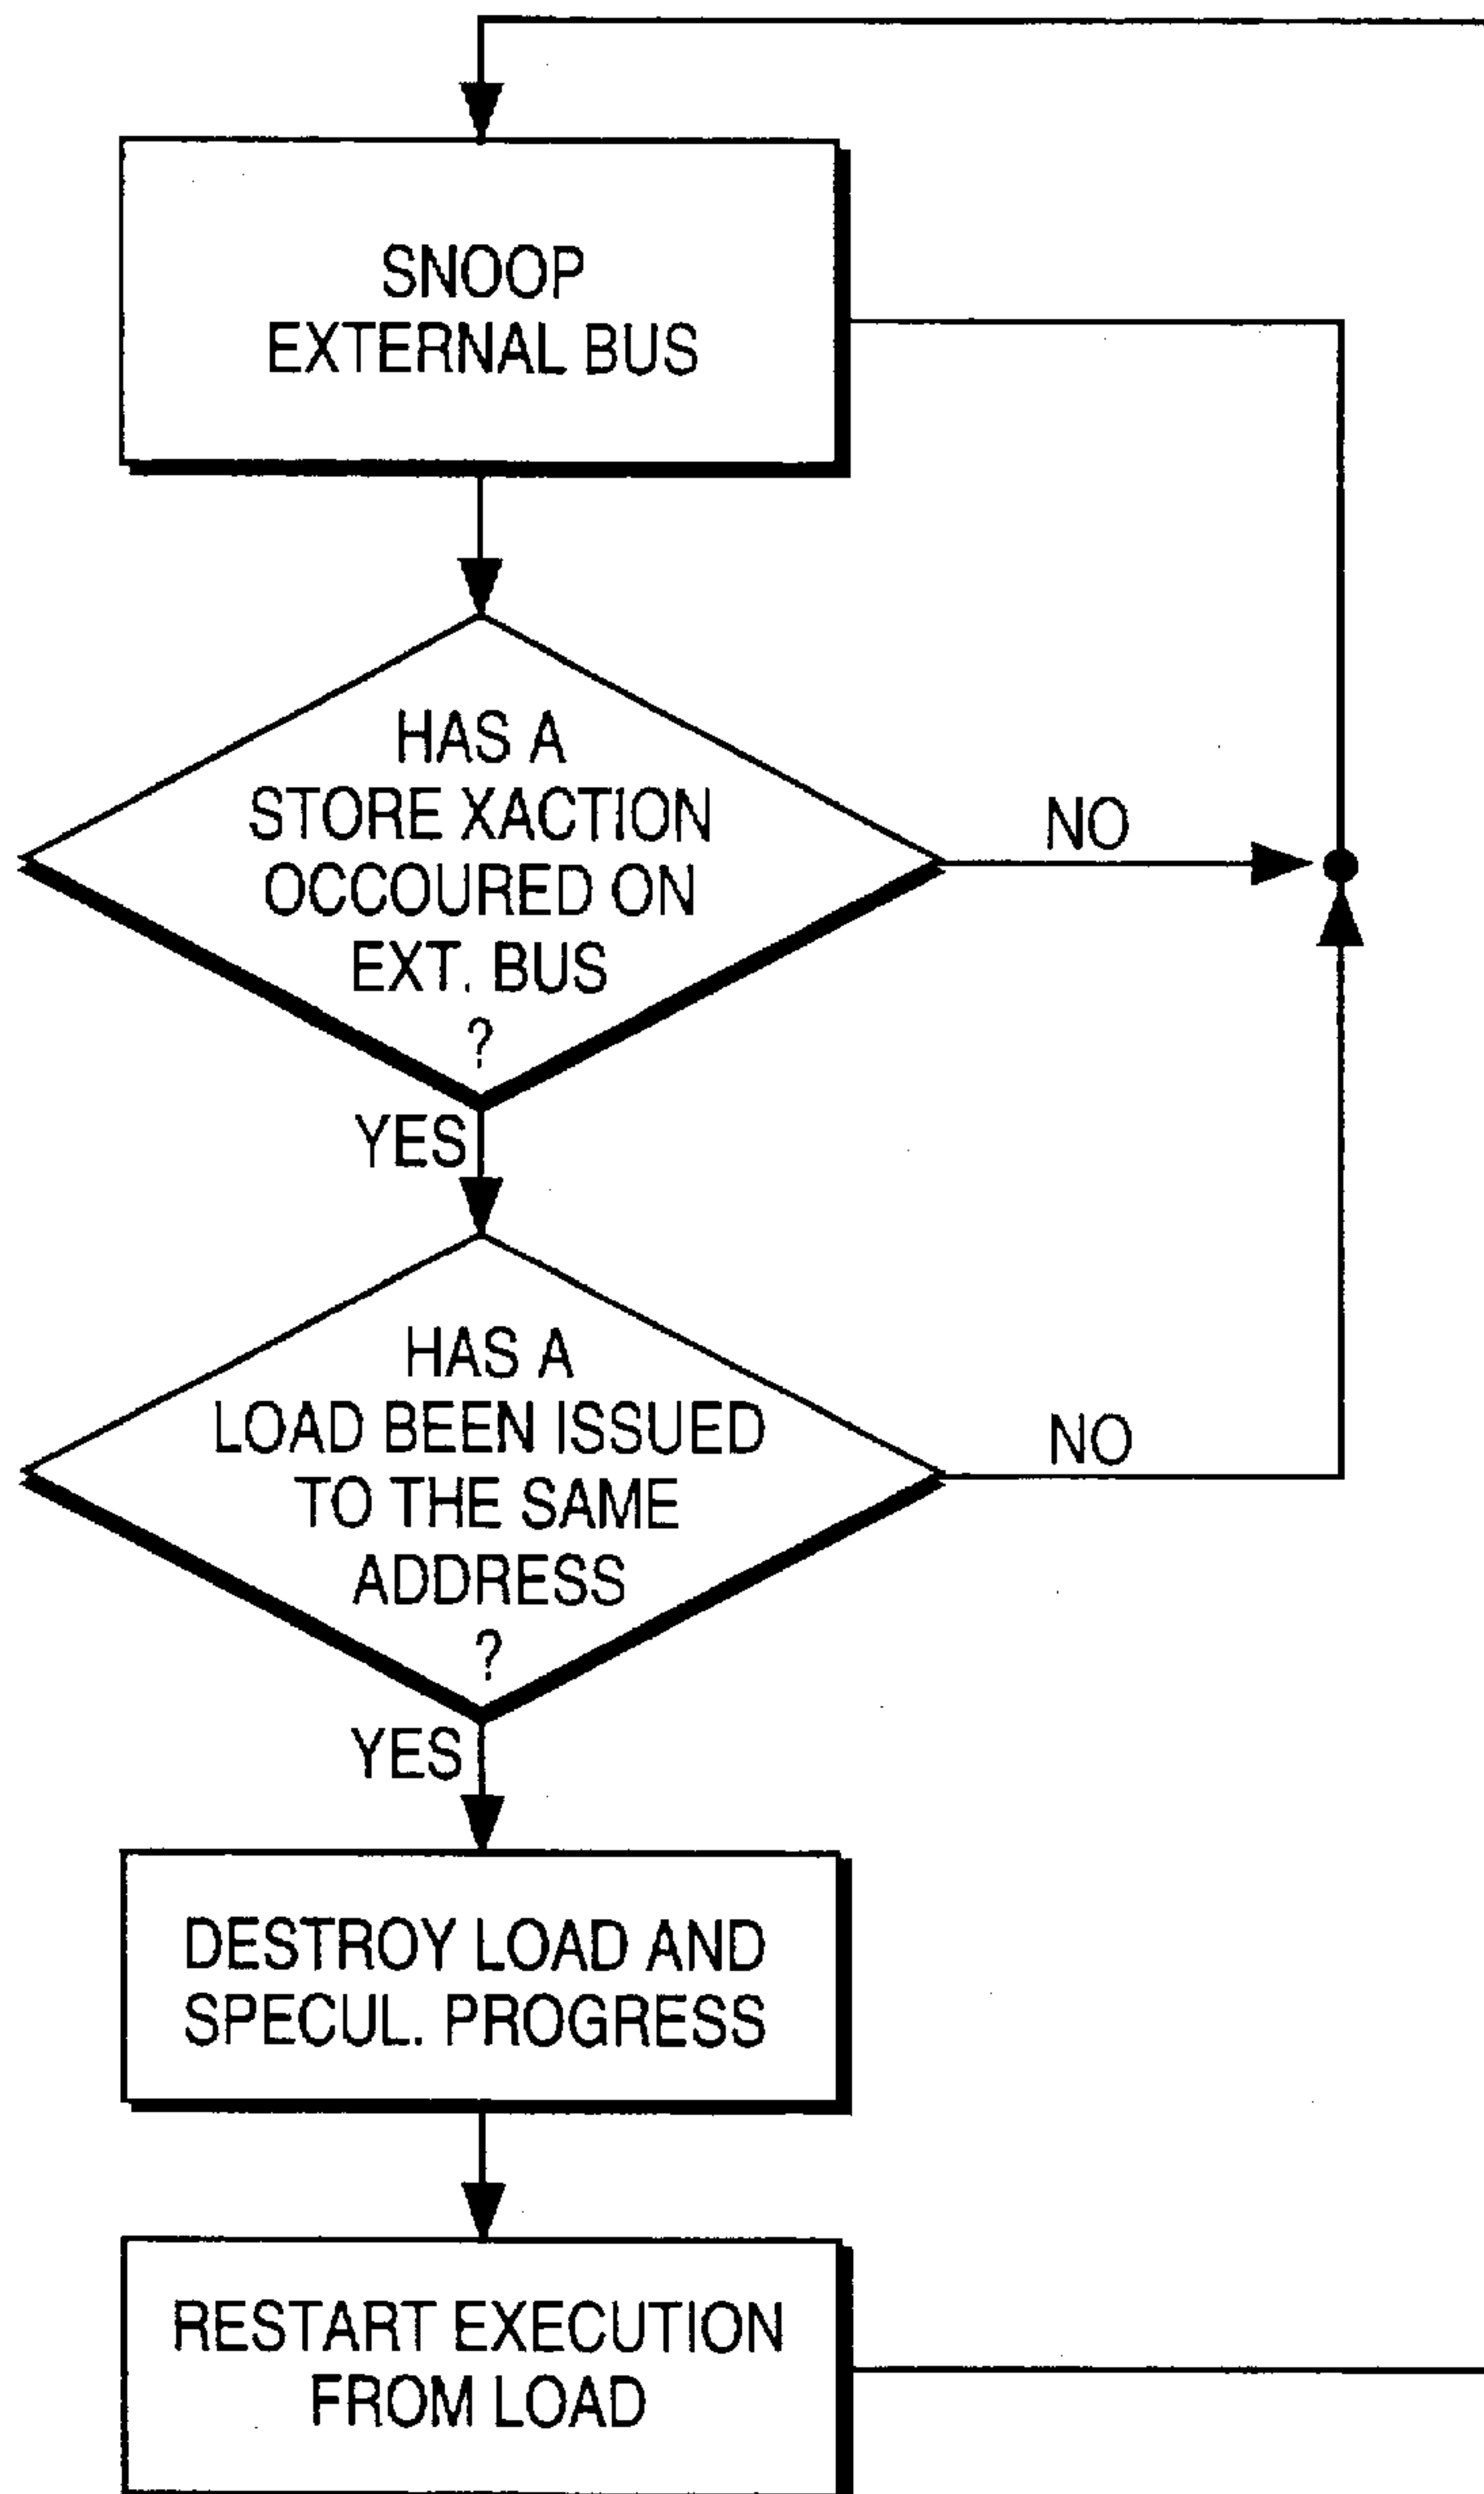 SNOOP
EXTERNAL BUS
HAS A
STORE XACTION
OCCOURED ON
EXT. BUS
?
NO
YES
HAS A
LOAD BEEN ISSUED
TO THE SAME
ADDRESS
?
NO
YES
DESTROY LOAD AND
SPECUL. PROGRESS
RESTART EXECUTION
FROM LOAD